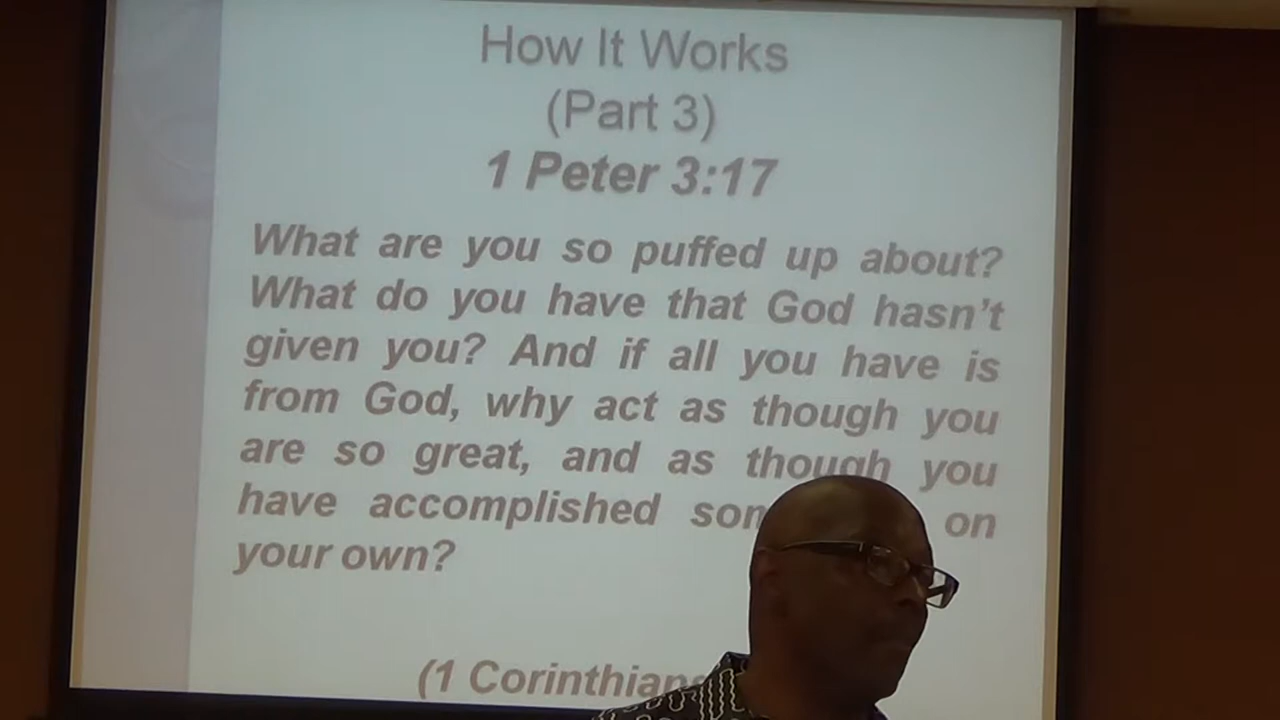 How It Works
(Part 3)
1 Peter 3:17
What are you so puffed up about?
What do you have that God hasn't
given you? And if all you have is
from God, why act as though you
are so great, and as though you
have accomplished on
your own?
(1 Corinthians